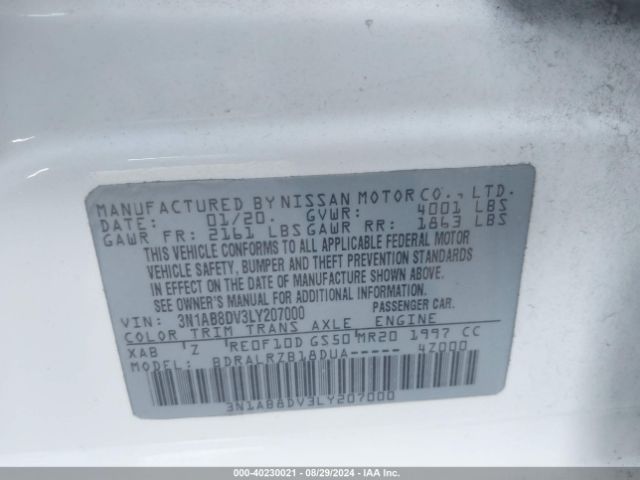 MANUFACTURED BY NISSAN MOTOR CO., LTD.
DATE: 01/20. GVWR: 4001 LBS
GAWR FR: 2161 LBS GAWR RR: 1863 LBS
THIS VEHICLE CONFORMS TO ALL APPLICABLE FEDERAL MOTOR
VEHICLE SAFETY, BUMPER AND THEFT PREVENTION STANDARDS
IN EFFECT ON THE DATE OF MANUFACTURE SHOWN ABOVE.
SEE OWNER'S MANUAL FOR ADDITIONAL INFORMATION.
VIN: 3N1AB8DV3LY207000 PASSENGER CAR.
COLOR TRIM TRANS AXLE ENGINE
XAB Z RE0F10D GS50 MR20 1997 CC
MODEL: BDRALRZB18DUA----- 4Z000
3N1AB8DV3LY207000
000-40230021 - 08/29/2024 - IAA Inc.